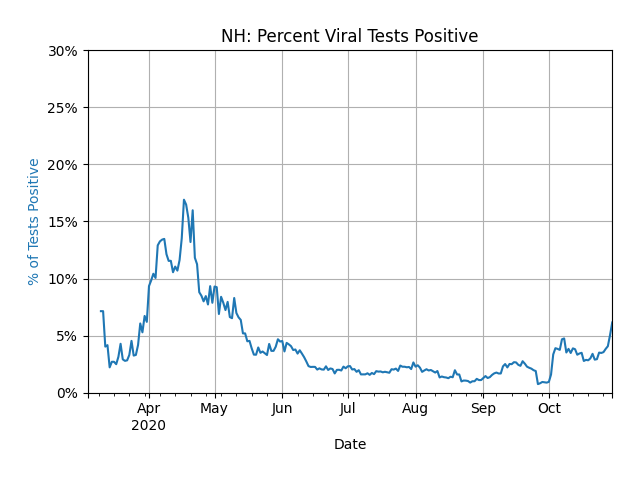 NH: Percent Viral Tests Positive
30%
25%
20%
15%
10%
5%
0%
% of Tests Positive
Apr May Jun Jul Aug Sep Oct
2020
Date